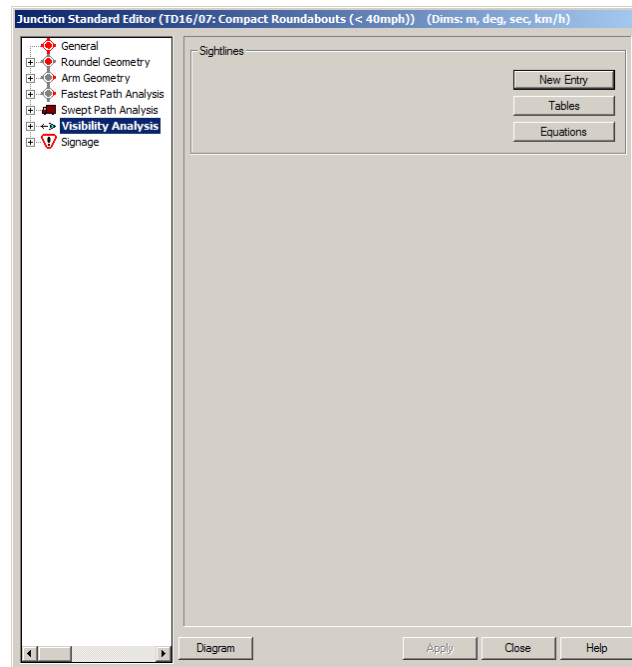 Junction Standard Editor (TD16/07: Compact Roundabouts (< 40mph)) (Dims: m, deg, sec, km/h)
General
Roundel Geometry
Arm Geometry
Fastest Path Analysis
Swept Path Analysis
Visibility Analysis
Signage
Sightlines
New Entry
Tables
Equations
Diagram
Apply
Close
Help